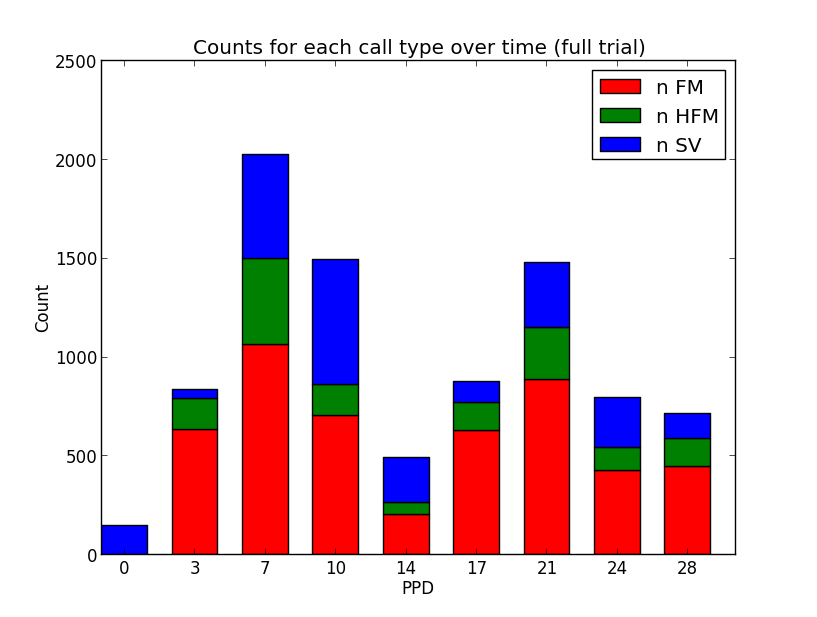 Counts for each call type over time (full trial)
2500
2000
1500
1000
500
0
Count
n FM
n HFM
n SV
0 3 7 10 14 17 21 24 28
PPD